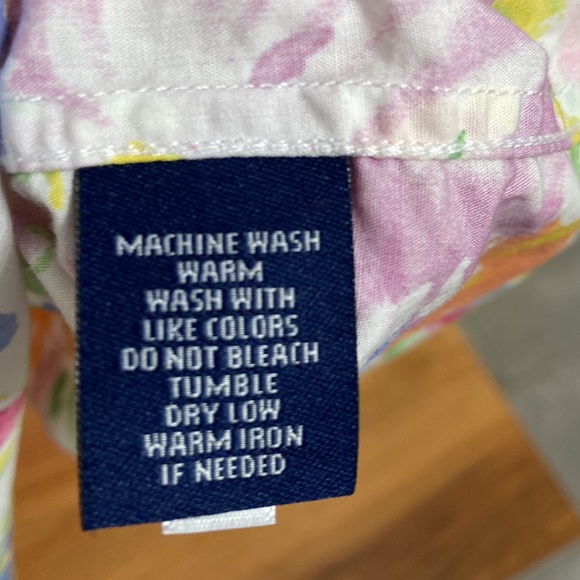 MACHINE WASH
WARM
WASH WITH
LIKE COLORS
DO NOT BLEACH
TUMBLE
DRY LOW
WARM IRON
IF NEEDED